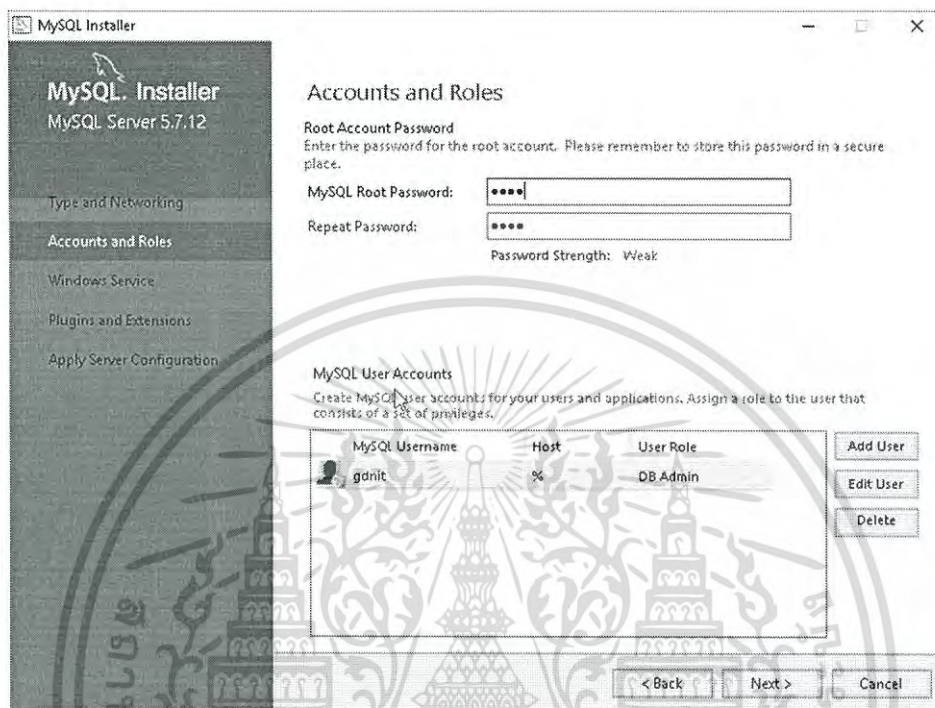 MySQL Installer
MySQL. Installer
MySQL Server 5.7.12
Type and Networking
Accounts and Roles
Windows Service
Plugins and Extensions
Apply Server Configuration
Accounts and Roles
Root Account Password
Enter the password for the root account. Please remember to store this password in a secure
place.
MySQL Root Password: ••••
Repeat Password: ••••
Password Strength: Weak
MySQL User Accounts
Create MySQL user accounts for your users and applications. Assign a role to the user that
consists of a set of privileges.
MySQL Username Host User Role
gdnit % DB Admin
Add User
Edit User
Delete
< Back Next > Cancel